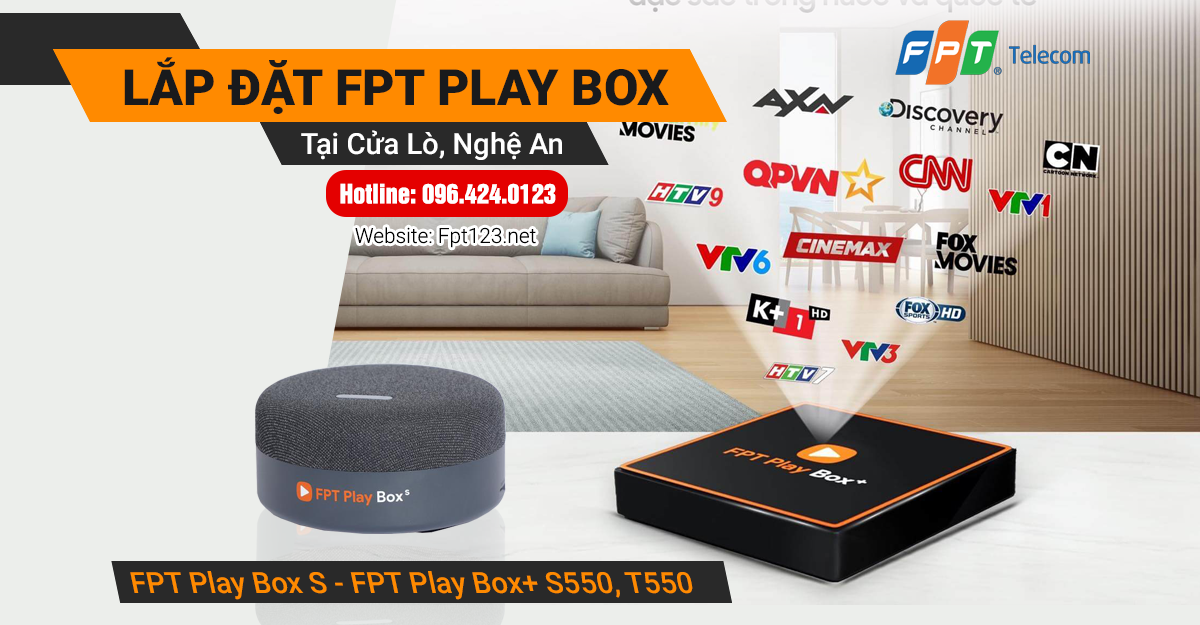 FPT Telecom
LẮP ĐẶT FPT PLAY BOX
Tại Cửa Lò, Nghệ An
Hotline: 096.424.0123
Website: Fpt123.net
AXN
DISCOVERY
CHANNEL
MOVIES
CN
CARTOON NETWORK
QPVN
CNN
HTV9
VTV1
VTV6
CINEMAX
FOX
MOVIES
K+
1
HD
FOX
SPORTS
HD
VTV3
HTV7
FPT Play Box+
FPT Play Box S
FPT Play Box S - FPT Play Box+ S550, T550